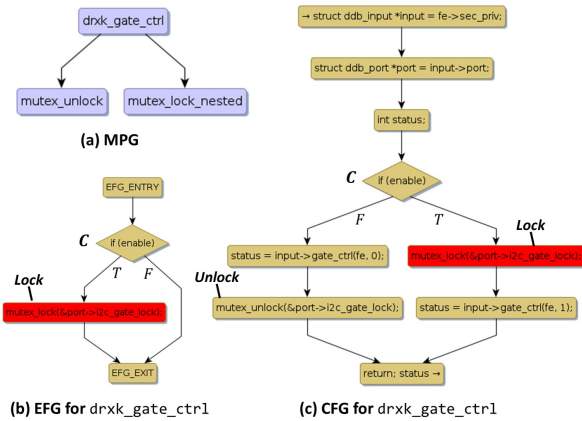 drxk_gate_ctrl
mutex_unlock
mutex_lock_nested
(a) MPG
EFG_ENTRY
C
if (enable)
T
F
Lock
mutex_lock(&port->i2c_gate_lock);
EFG_EXIT
(b) EFG for drxk_gate_ctrl
→ struct ddb_input *input = fe->sec_priv;
struct ddb_port *port = input->port;
int status;
C
if (enable)
F
T
Lock
status = input->gate_ctrl(fe, 0);
mutex_lock(&port->i2c_gate_lock);
Unlock
mutex_unlock(&port->i2c_gate_lock);
status = input->gate_ctrl(fe, 1);
return; status →
(c) CFG for drxk_gate_ctrl